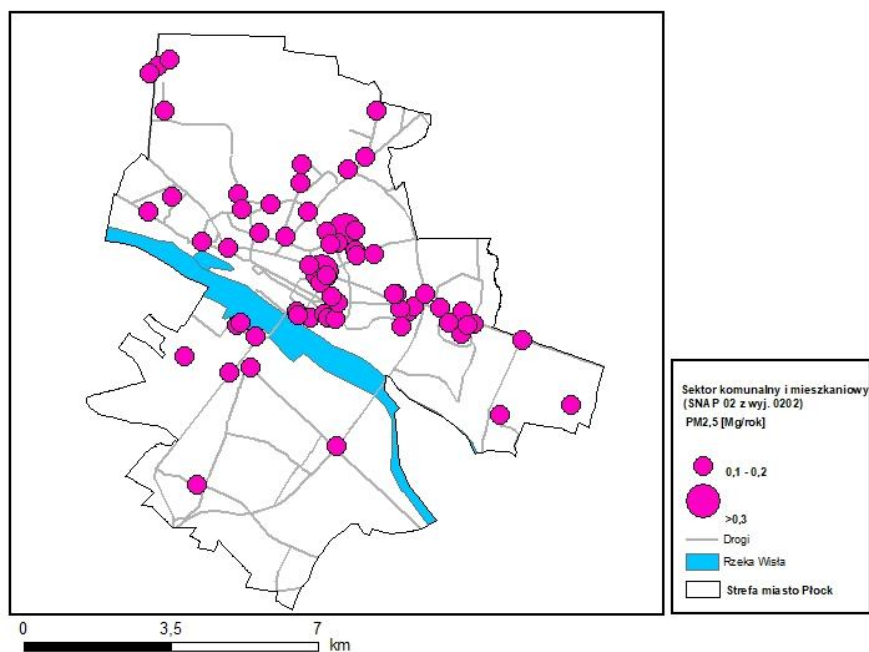 Sektor komunalny i mieszkaniowy
(SNAP 02 z wyj. 0202)
PM2,5 [Mg/rok]
0,1 - 0,2
>0,3
Drogi
Rzeka Wisła
Strefa miasto Płock
0 3,5 7
km